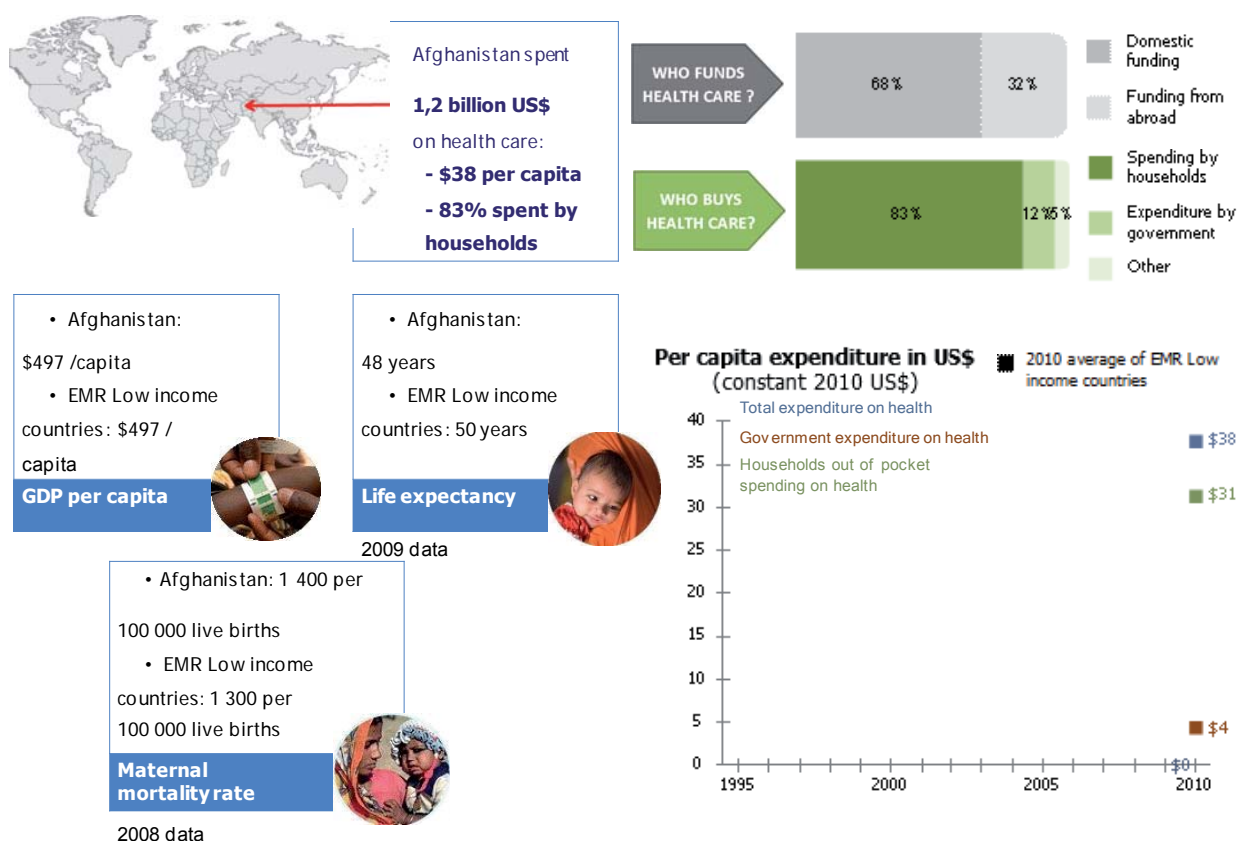 Afghanistan spent
1,2 billion US$
on health care:
- $38 per capita
- 83% spent by
households
WHO FUNDS
HEALTH CARE ?
68%
32%
Domestic
funding
Funding from
abroad
WHO BUYS
HEALTH CARE?
83%
12%
5%
Spending by
households
Expenditure by
government
Other
• Afghanistan:
$497 /capita
• EMR Low income
countries: $497 /
capita
GDP per capita
• Afghanistan:
48 years
• EMR Low income
countries: 50 years
Life expectancy
2009 data
• Afghanistan: 1 400 per
100 000 live births
• EMR Low income
countries: 1 300 per
100 000 live births
Maternal
mortality rate
2008 data
Per capita expenditure in US$
(constant 2010 US$)
2010 average of EMR Low
income countries
Total expenditure on health
Government expenditure on health
Households out of pocket
spending on health
40
35
30
25
20
15
10
5
0
$38
$31
$4
$0
1995
2000
2005
2010